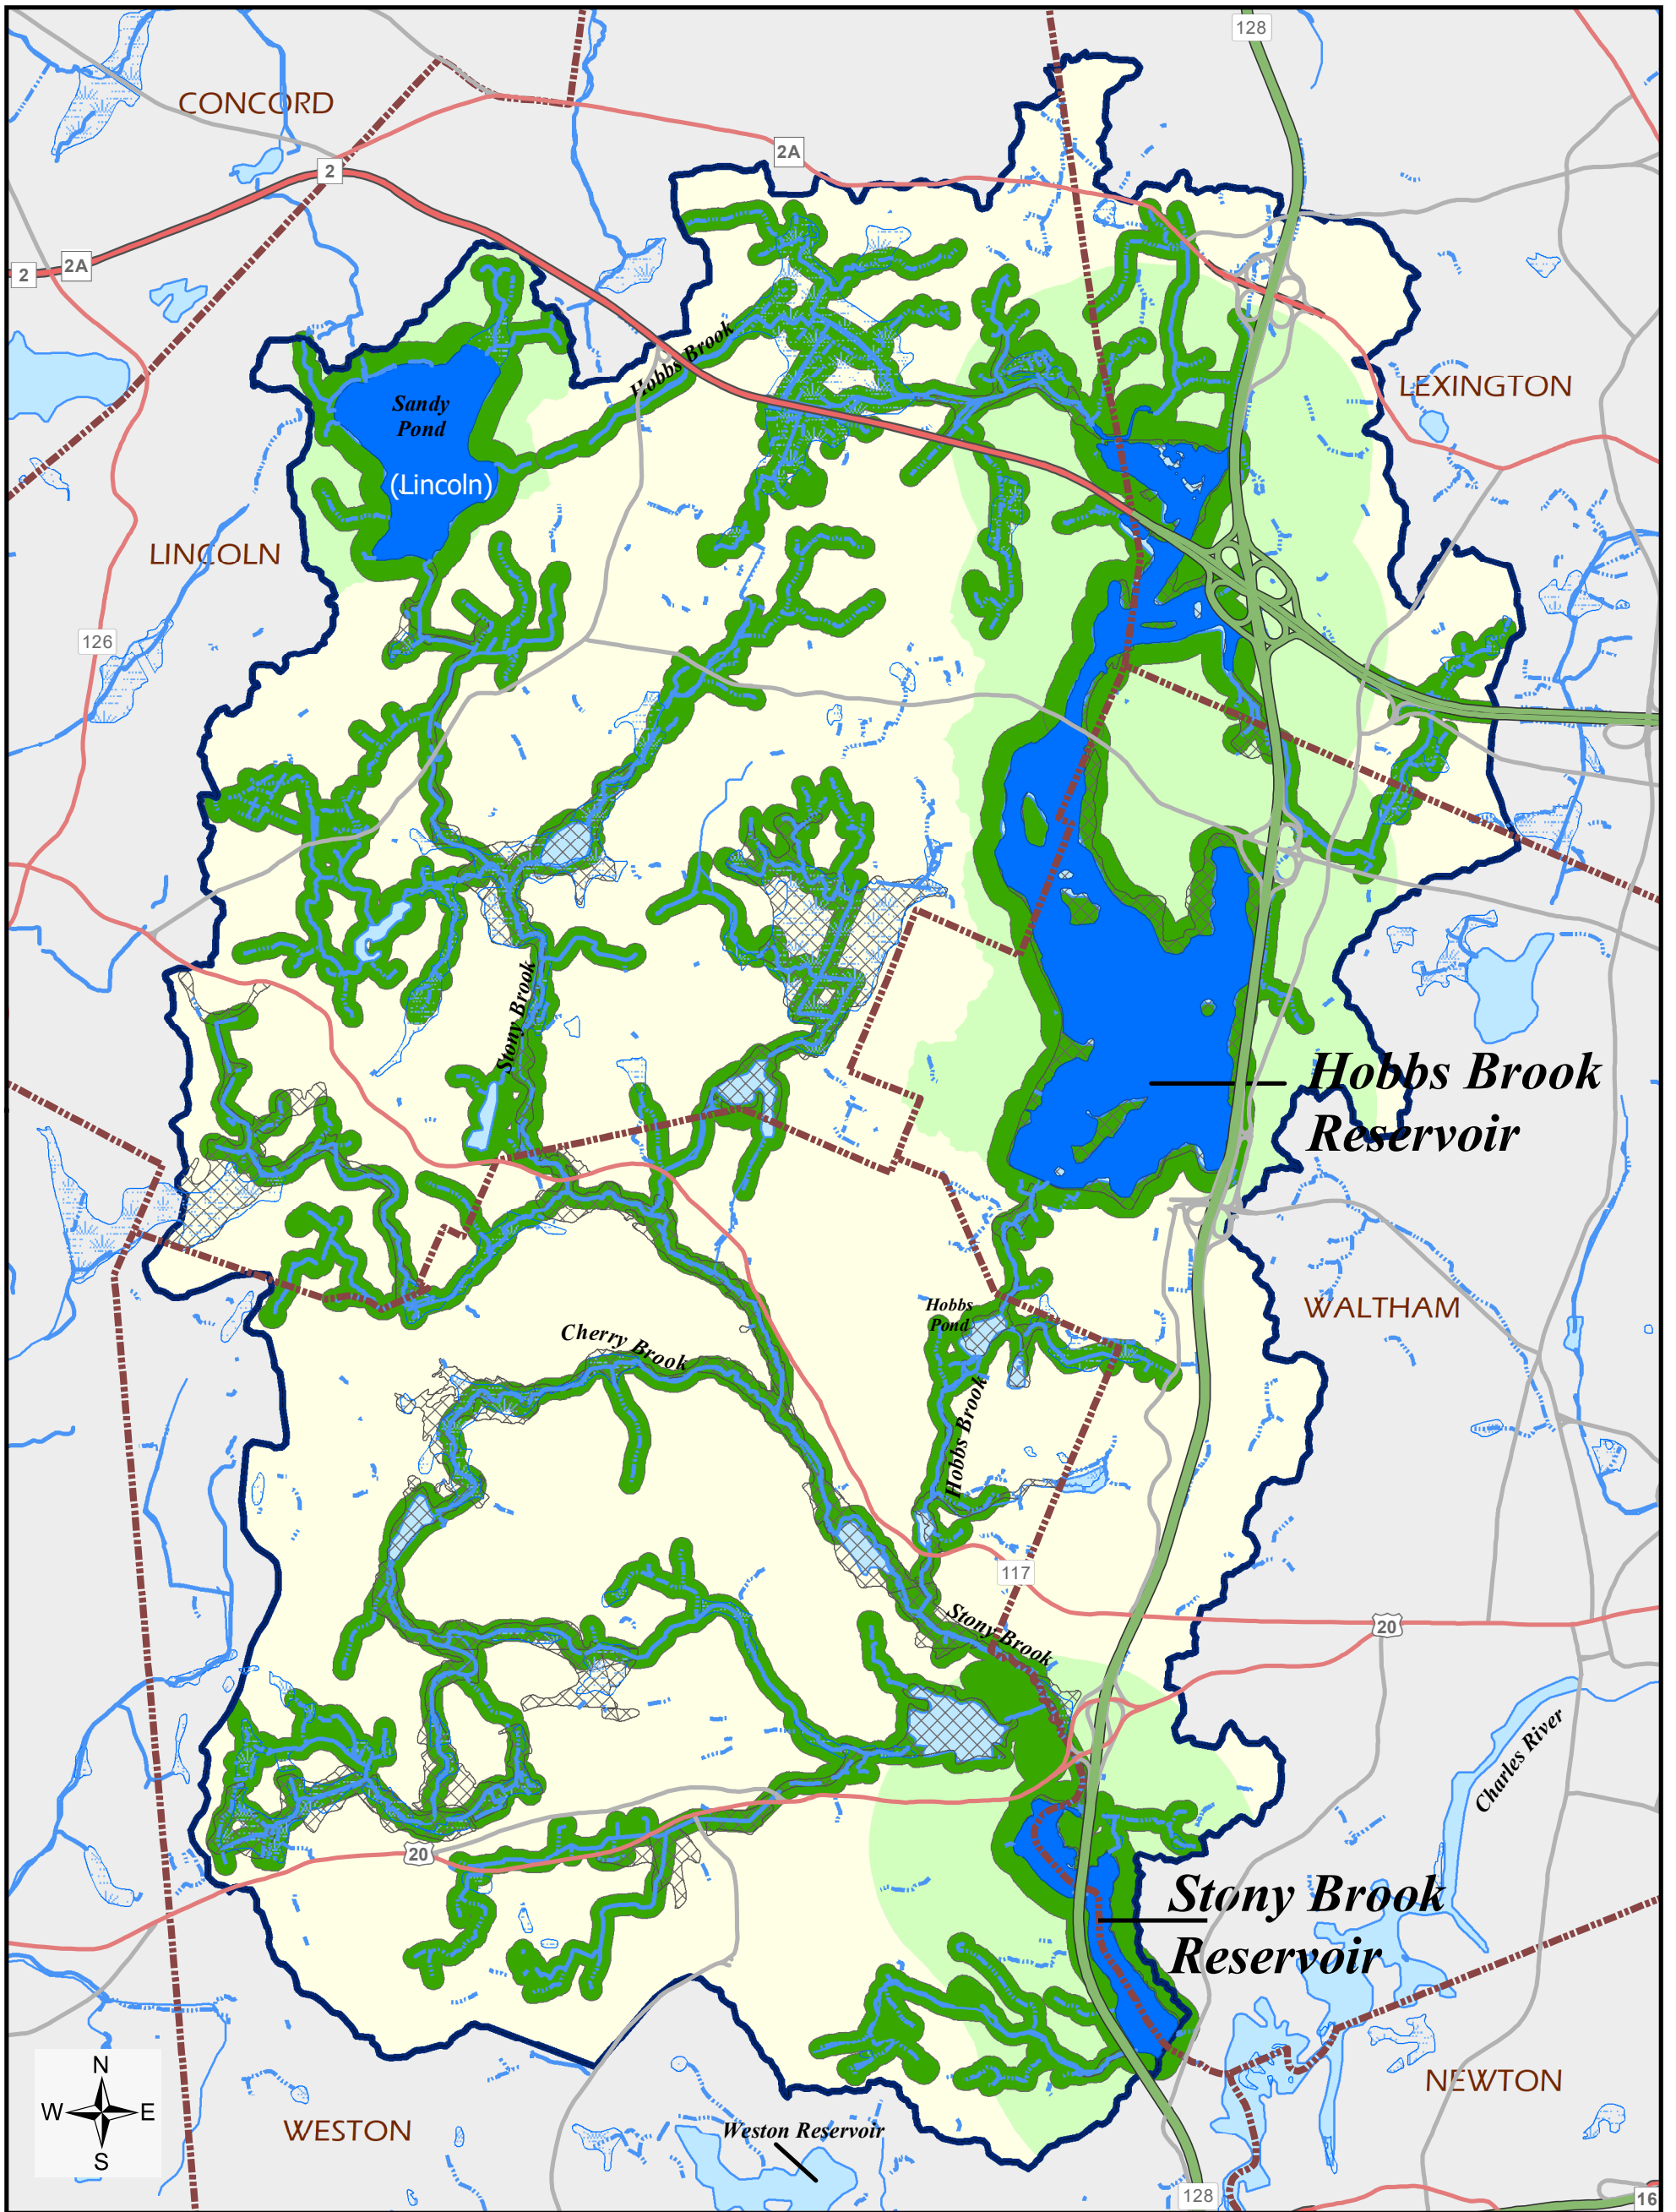 128
CONCORD
2A
2
2A
2
Hobbs Brook
LEXINGTON
Sandy
Pond
(Lincoln)
LINCOLN
126
Stony Brook
Hobbs Brook
Reservoir
WALTHAM
Hobbs
Pond
Cherry Brook
Hobbs Brook
117
Stony Brook
20
Charles River
20
Stony Brook
Reservoir
N
W
E
S
NEWTON
WESTON
Weston Reservoir
128
16